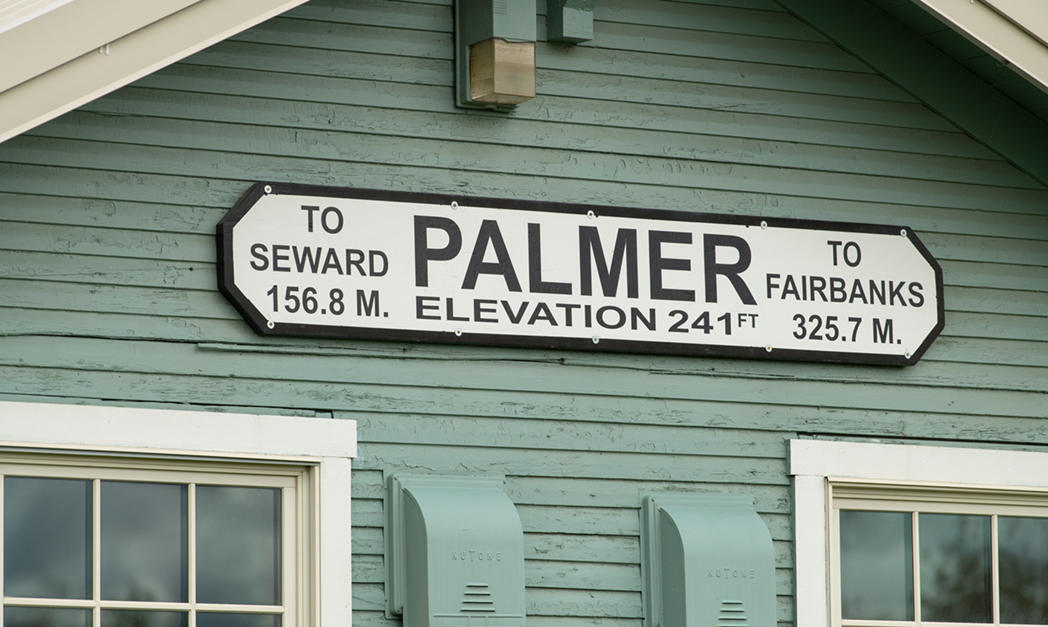 TO
SEWARD
156.8 M.
PALMER
ELEVATION 241FT
TO
FAIRBANKS
325.7 M.
NUTONE
NUTONE